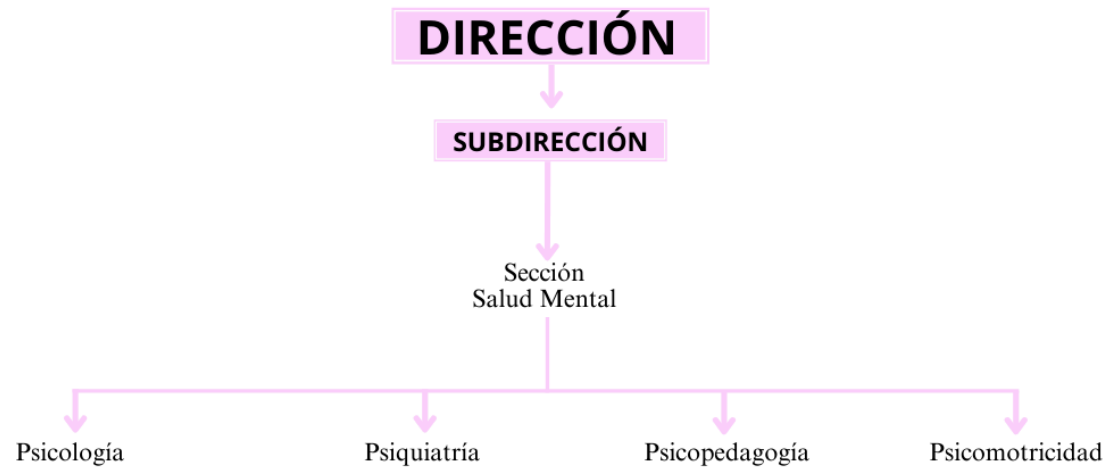 DIRECCIÓN
SUBDIRECCIÓN
Sección
Salud Mental
Psicología
Psiquiatría
Psicopedagogía
Psicomotricidad